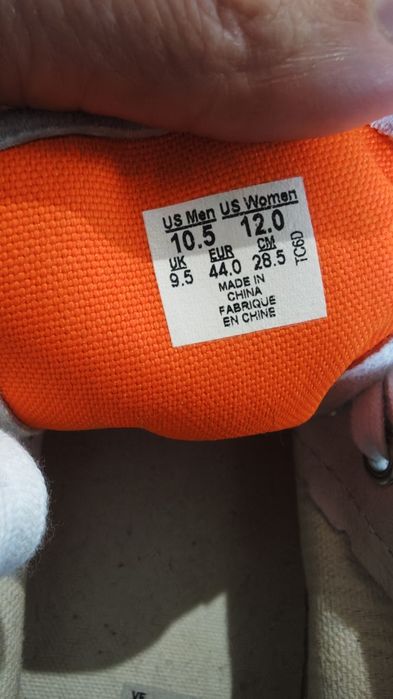 US Men US Women
10.5 12.0
UK EUR CM
9.5 44.0 28.5
TC6D
MADE IN
CHINA
FABRIQUE
EN CHINE